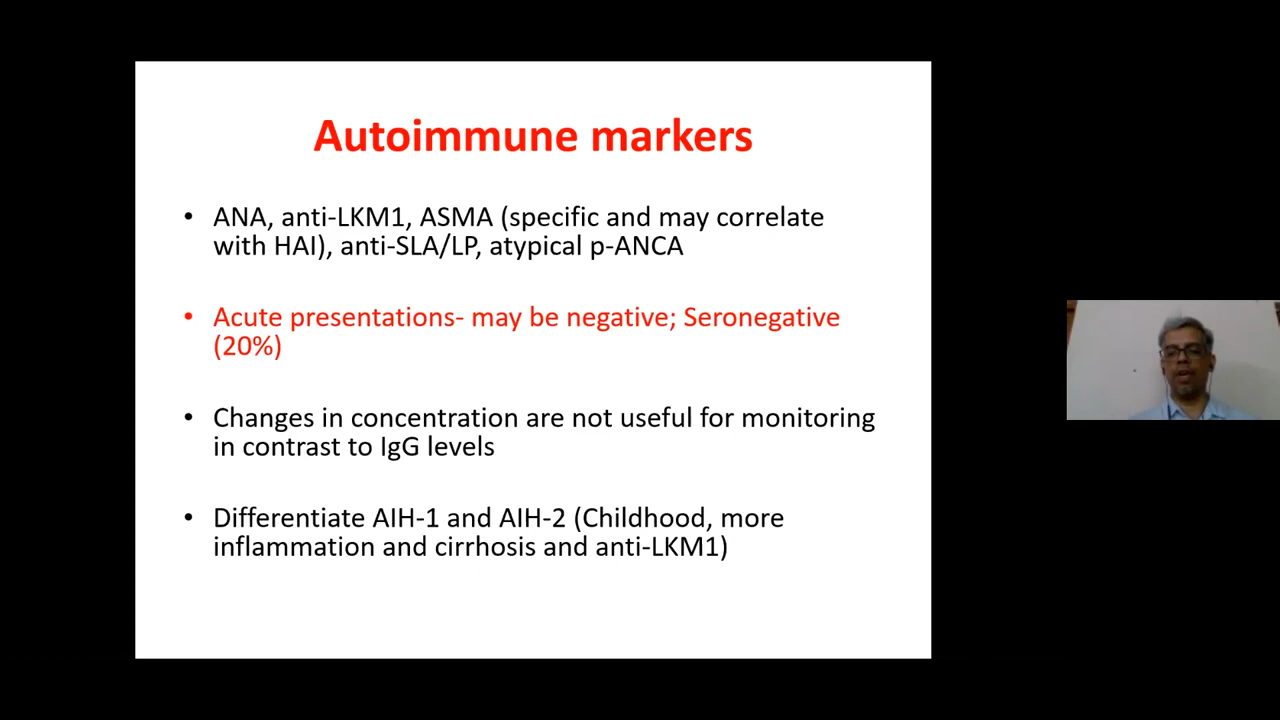 Autoimmune markers
• ANA, anti-LKM1, ASMA (specific and may correlate
with HAI), anti-SLA/LP, atypical p-ANCA
• Acute presentations- may be negative; Seronegative
(20%)
• Changes in concentration are not useful for monitoring
in contrast to IgG levels
• Differentiate AIH-1 and AIH-2 (Childhood, more
inflammation and cirrhosis and anti-LKM1)